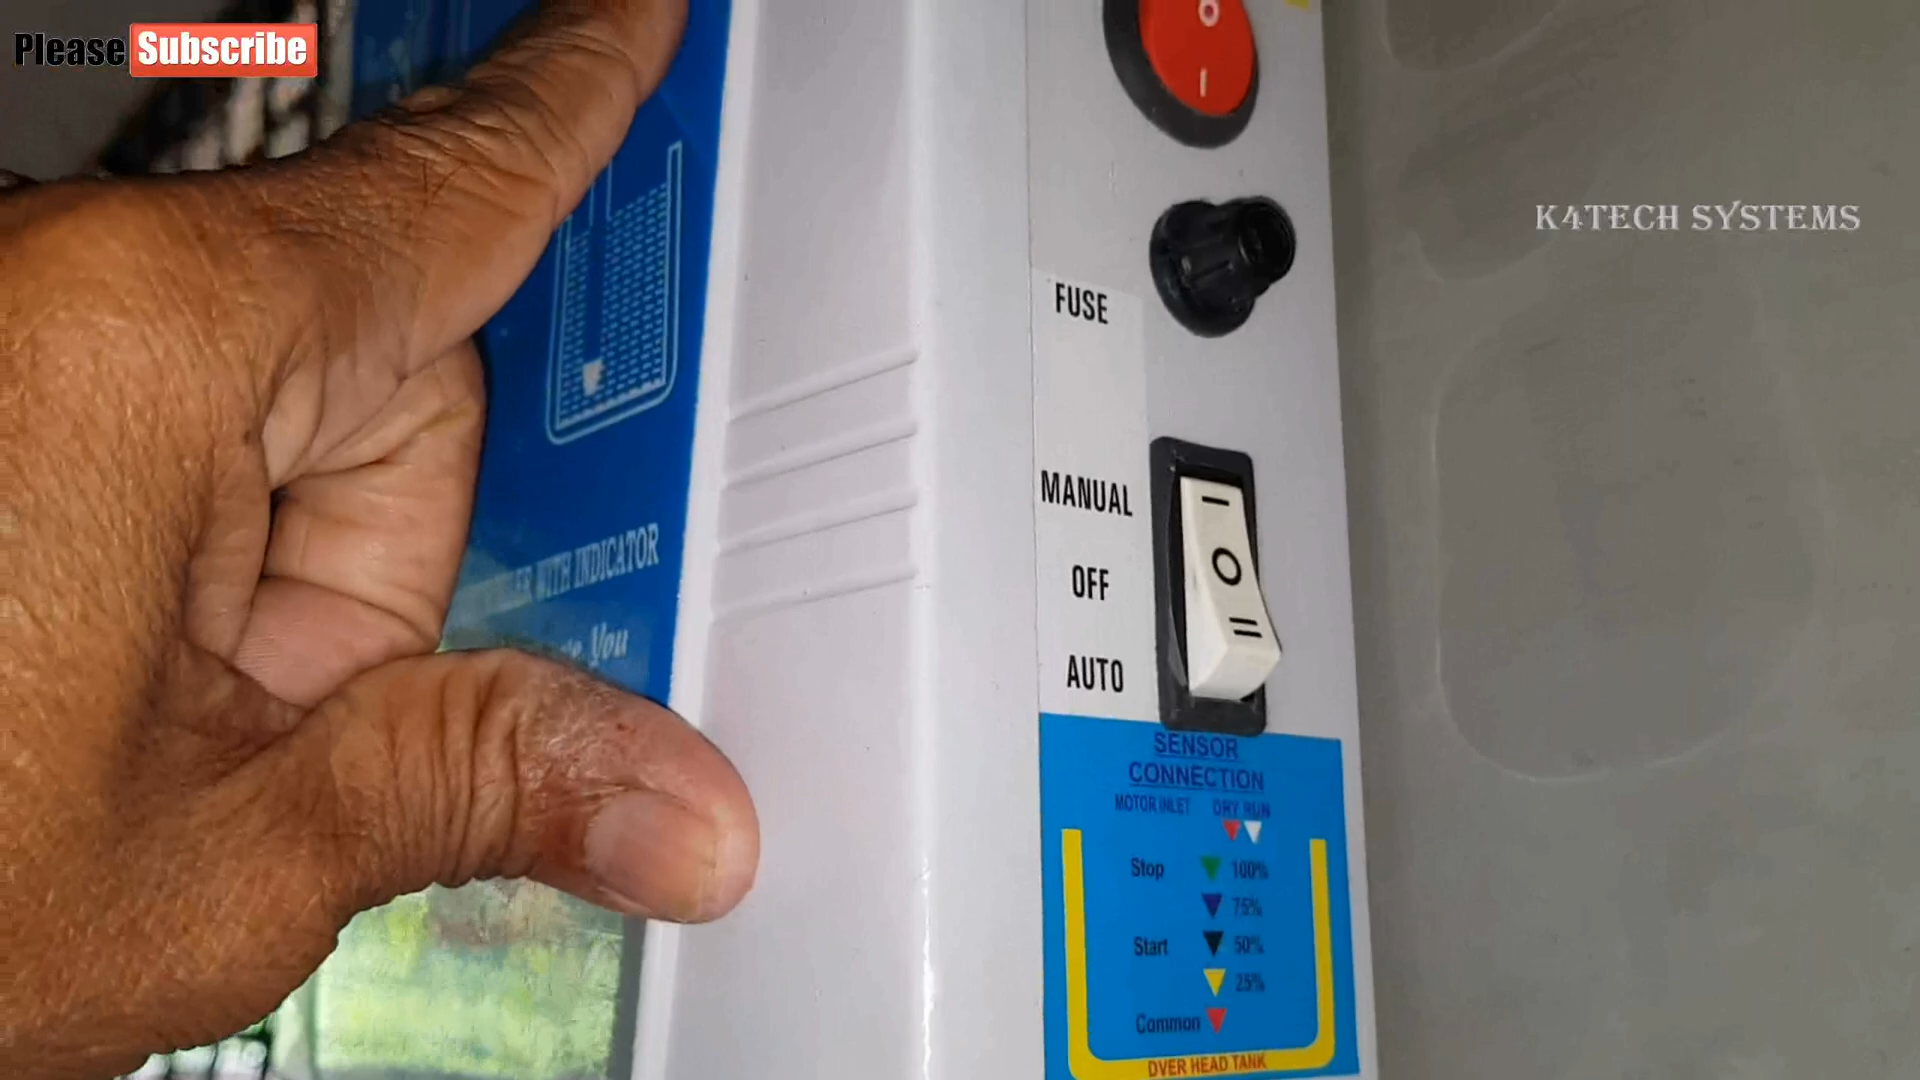 Please Subscribe
K4TECH SYSTEMS
FUSE
MANUAL
OFF
AUTO
WITH INDICATOR
You
SENSOR
CONNECTION
MOTOR INLET DRY RUN
Stop 100%
75%
Start 50%
25%
Common
OVER HEAD TANK